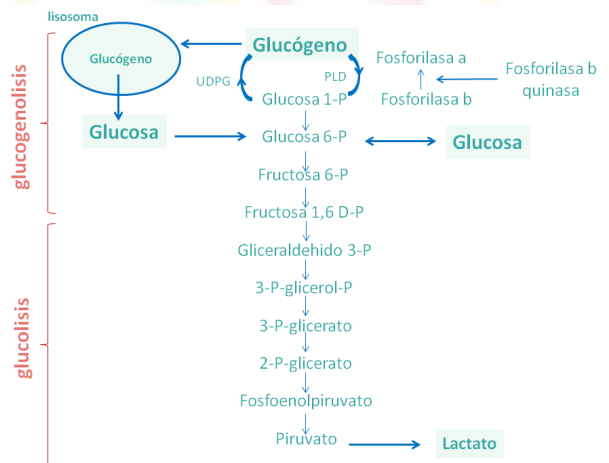 lisosoma
Glucógeno
Glucógeno
UDPG
PLD
Fosforilasa a
Fosforilasa b
Fosforilasa b
quinasa
Glucosa 1-P
Glucosa
Glucosa 6-P
Glucosa
Fructosa 6-P
Fructosa 1,6 D-P
glucogenolisis
Gliceraldehido 3-P
3-P-glicerol-P
3-P-glicerato
2-P-glicerato
Fosfoenolpiruvato
Piruvato
Lactato
glucolisis